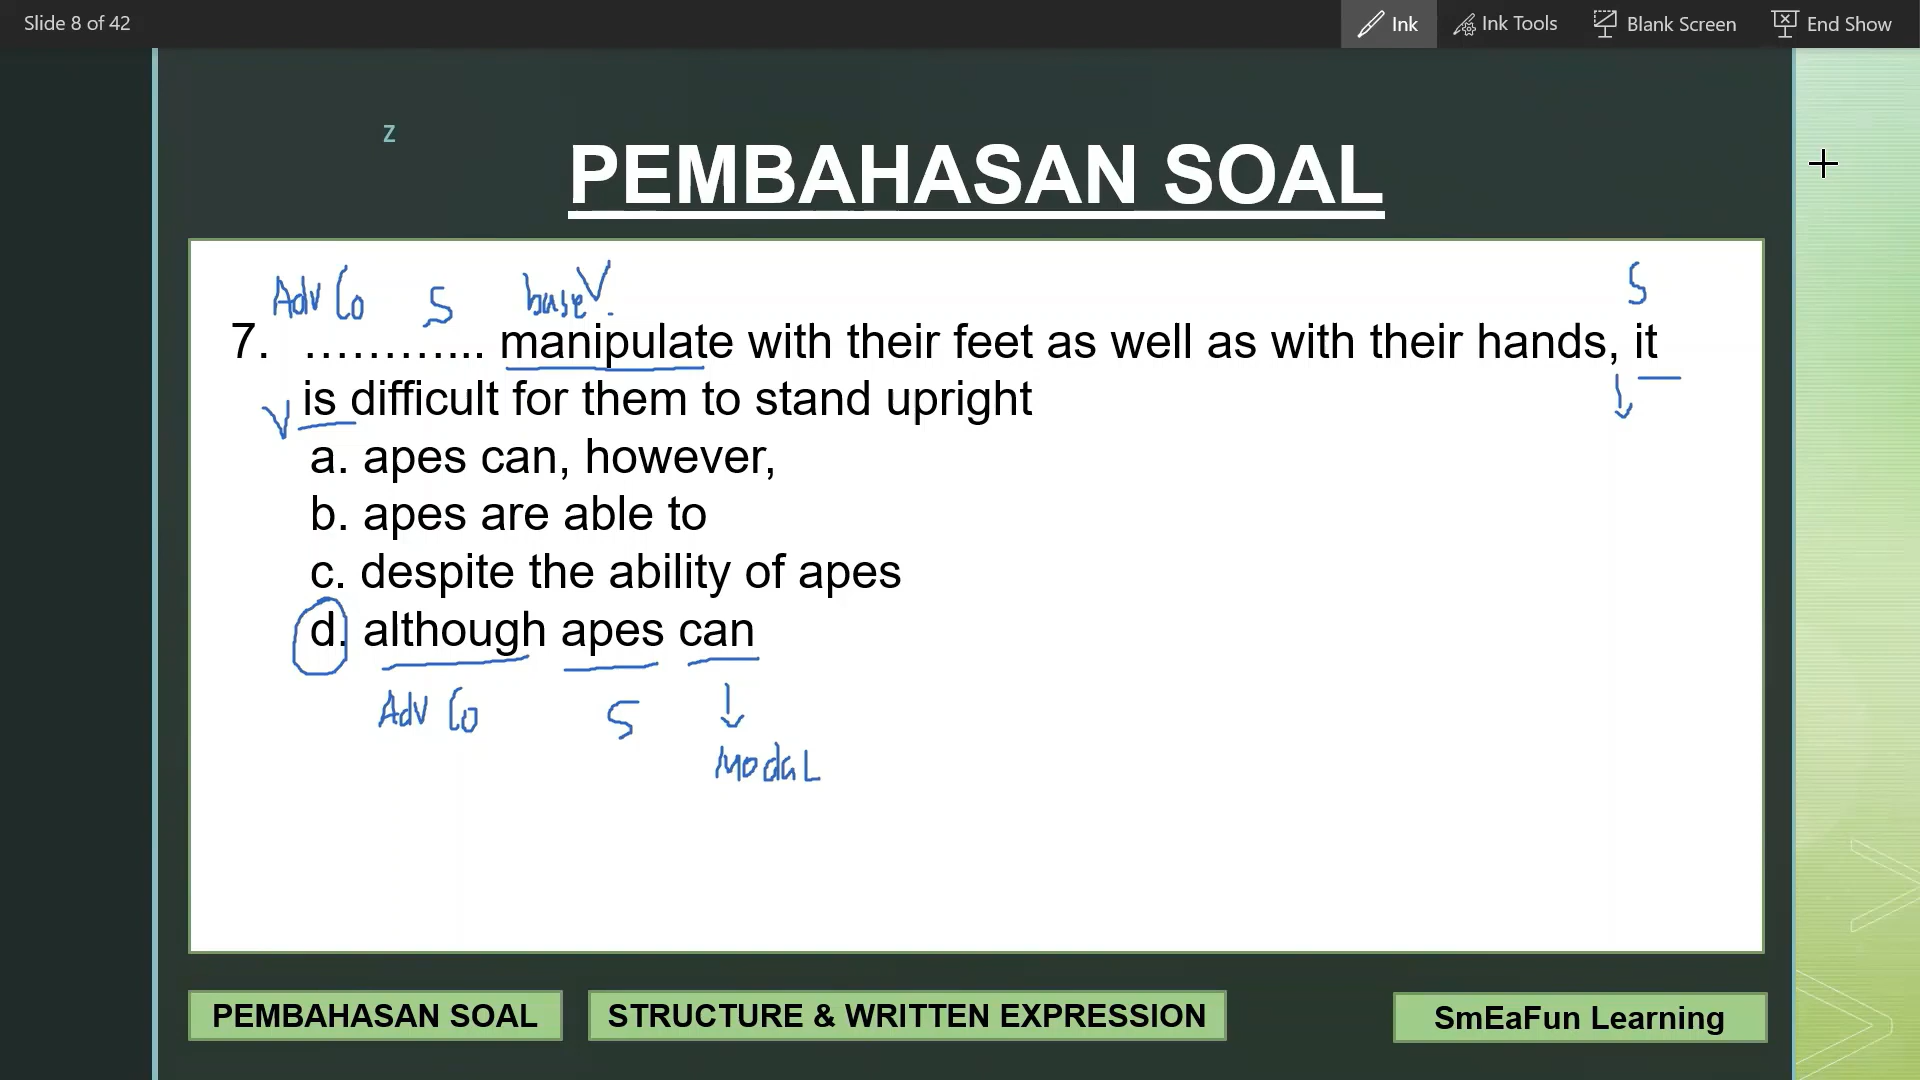 Slide 8 of 42
Ink
Ink Tools
Blank Screen
End Show
z
PEMBAHASAN SOAL
Adv Co S base V. S
7. ………... manipulate with their feet as well as with their hands, it
V is difficult for them to stand upright
a. apes can, however,
b. apes are able to
c. despite the ability of apes
d. although apes can
Adv Co S
Modal
PEMBAHASAN SOAL
STRUCTURE & WRITTEN EXPRESSION
SmEaFun Learning